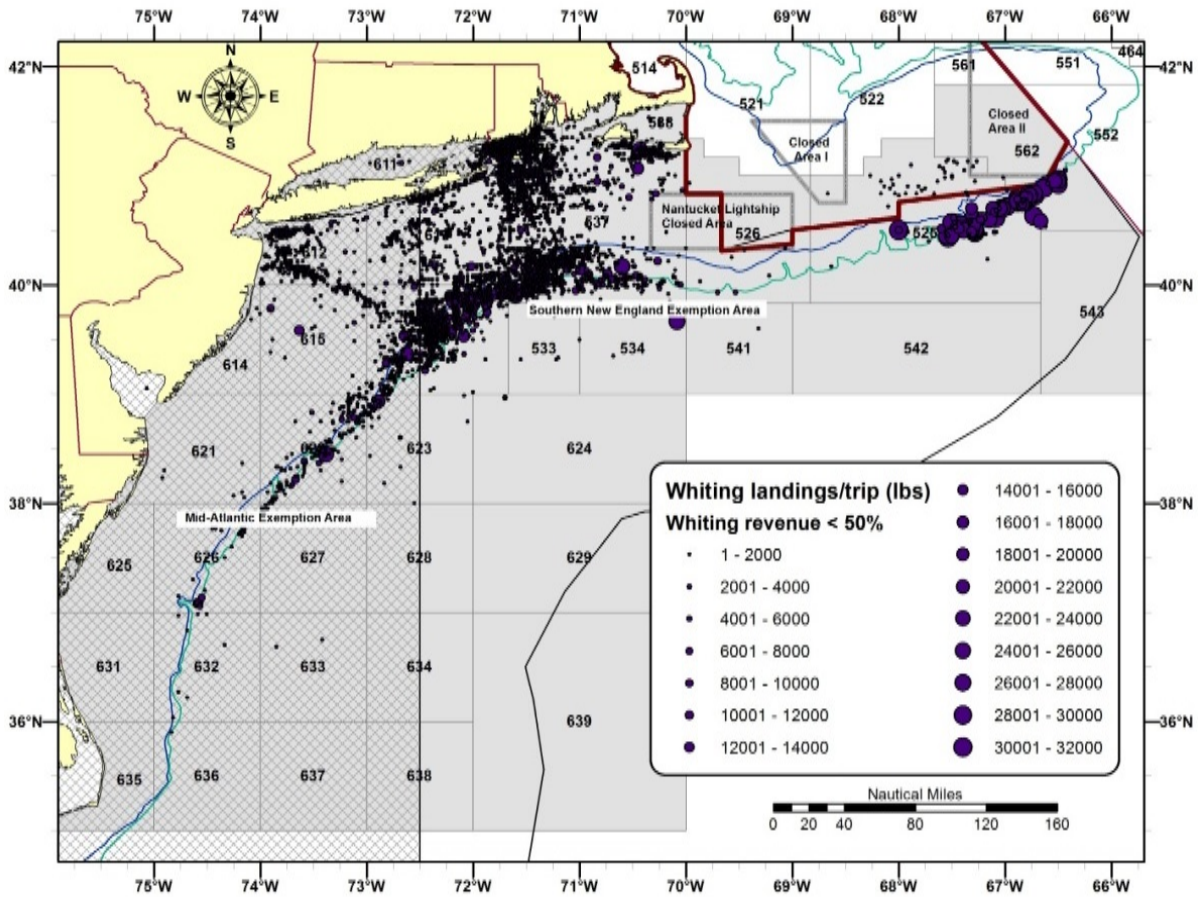 75°W 74°W 73°W 72°W 71°W 70°W 69°W 68°W 67°W 66°W
N
W E
S
42°N 42°N
40°N 40°N
38°N 38°N
36°N 36°N
464
514 561 551
521 522
552
Closed
Area I
Closed
Area II
562
611
537
Nantucket Lightship
Closed Area
526
525
612
Southern New England Exemption Area
543
615
614
533 534 541 542
621 623 624
Mid-Atlantic Exemption Area
625 626 627 628 629
631 632 633 634
639
635 636 637 638
Whiting landings/trip (lbs)
Whiting revenue < 50%
1 - 2000
2001 - 4000
4001 - 6000
6001 - 8000
8001 - 10000
10001 - 12000
12001 - 14000
14001 - 16000
16001 - 18000
18001 - 20000
20001 - 22000
22001 - 24000
24001 - 26000
26001 - 28000
28001 - 30000
30001 - 32000
Nautical Miles
0 20 40 80 120 160
75°W 74°W 73°W 72°W 71°W 70°W 69°W 68°W 67°W 66°W